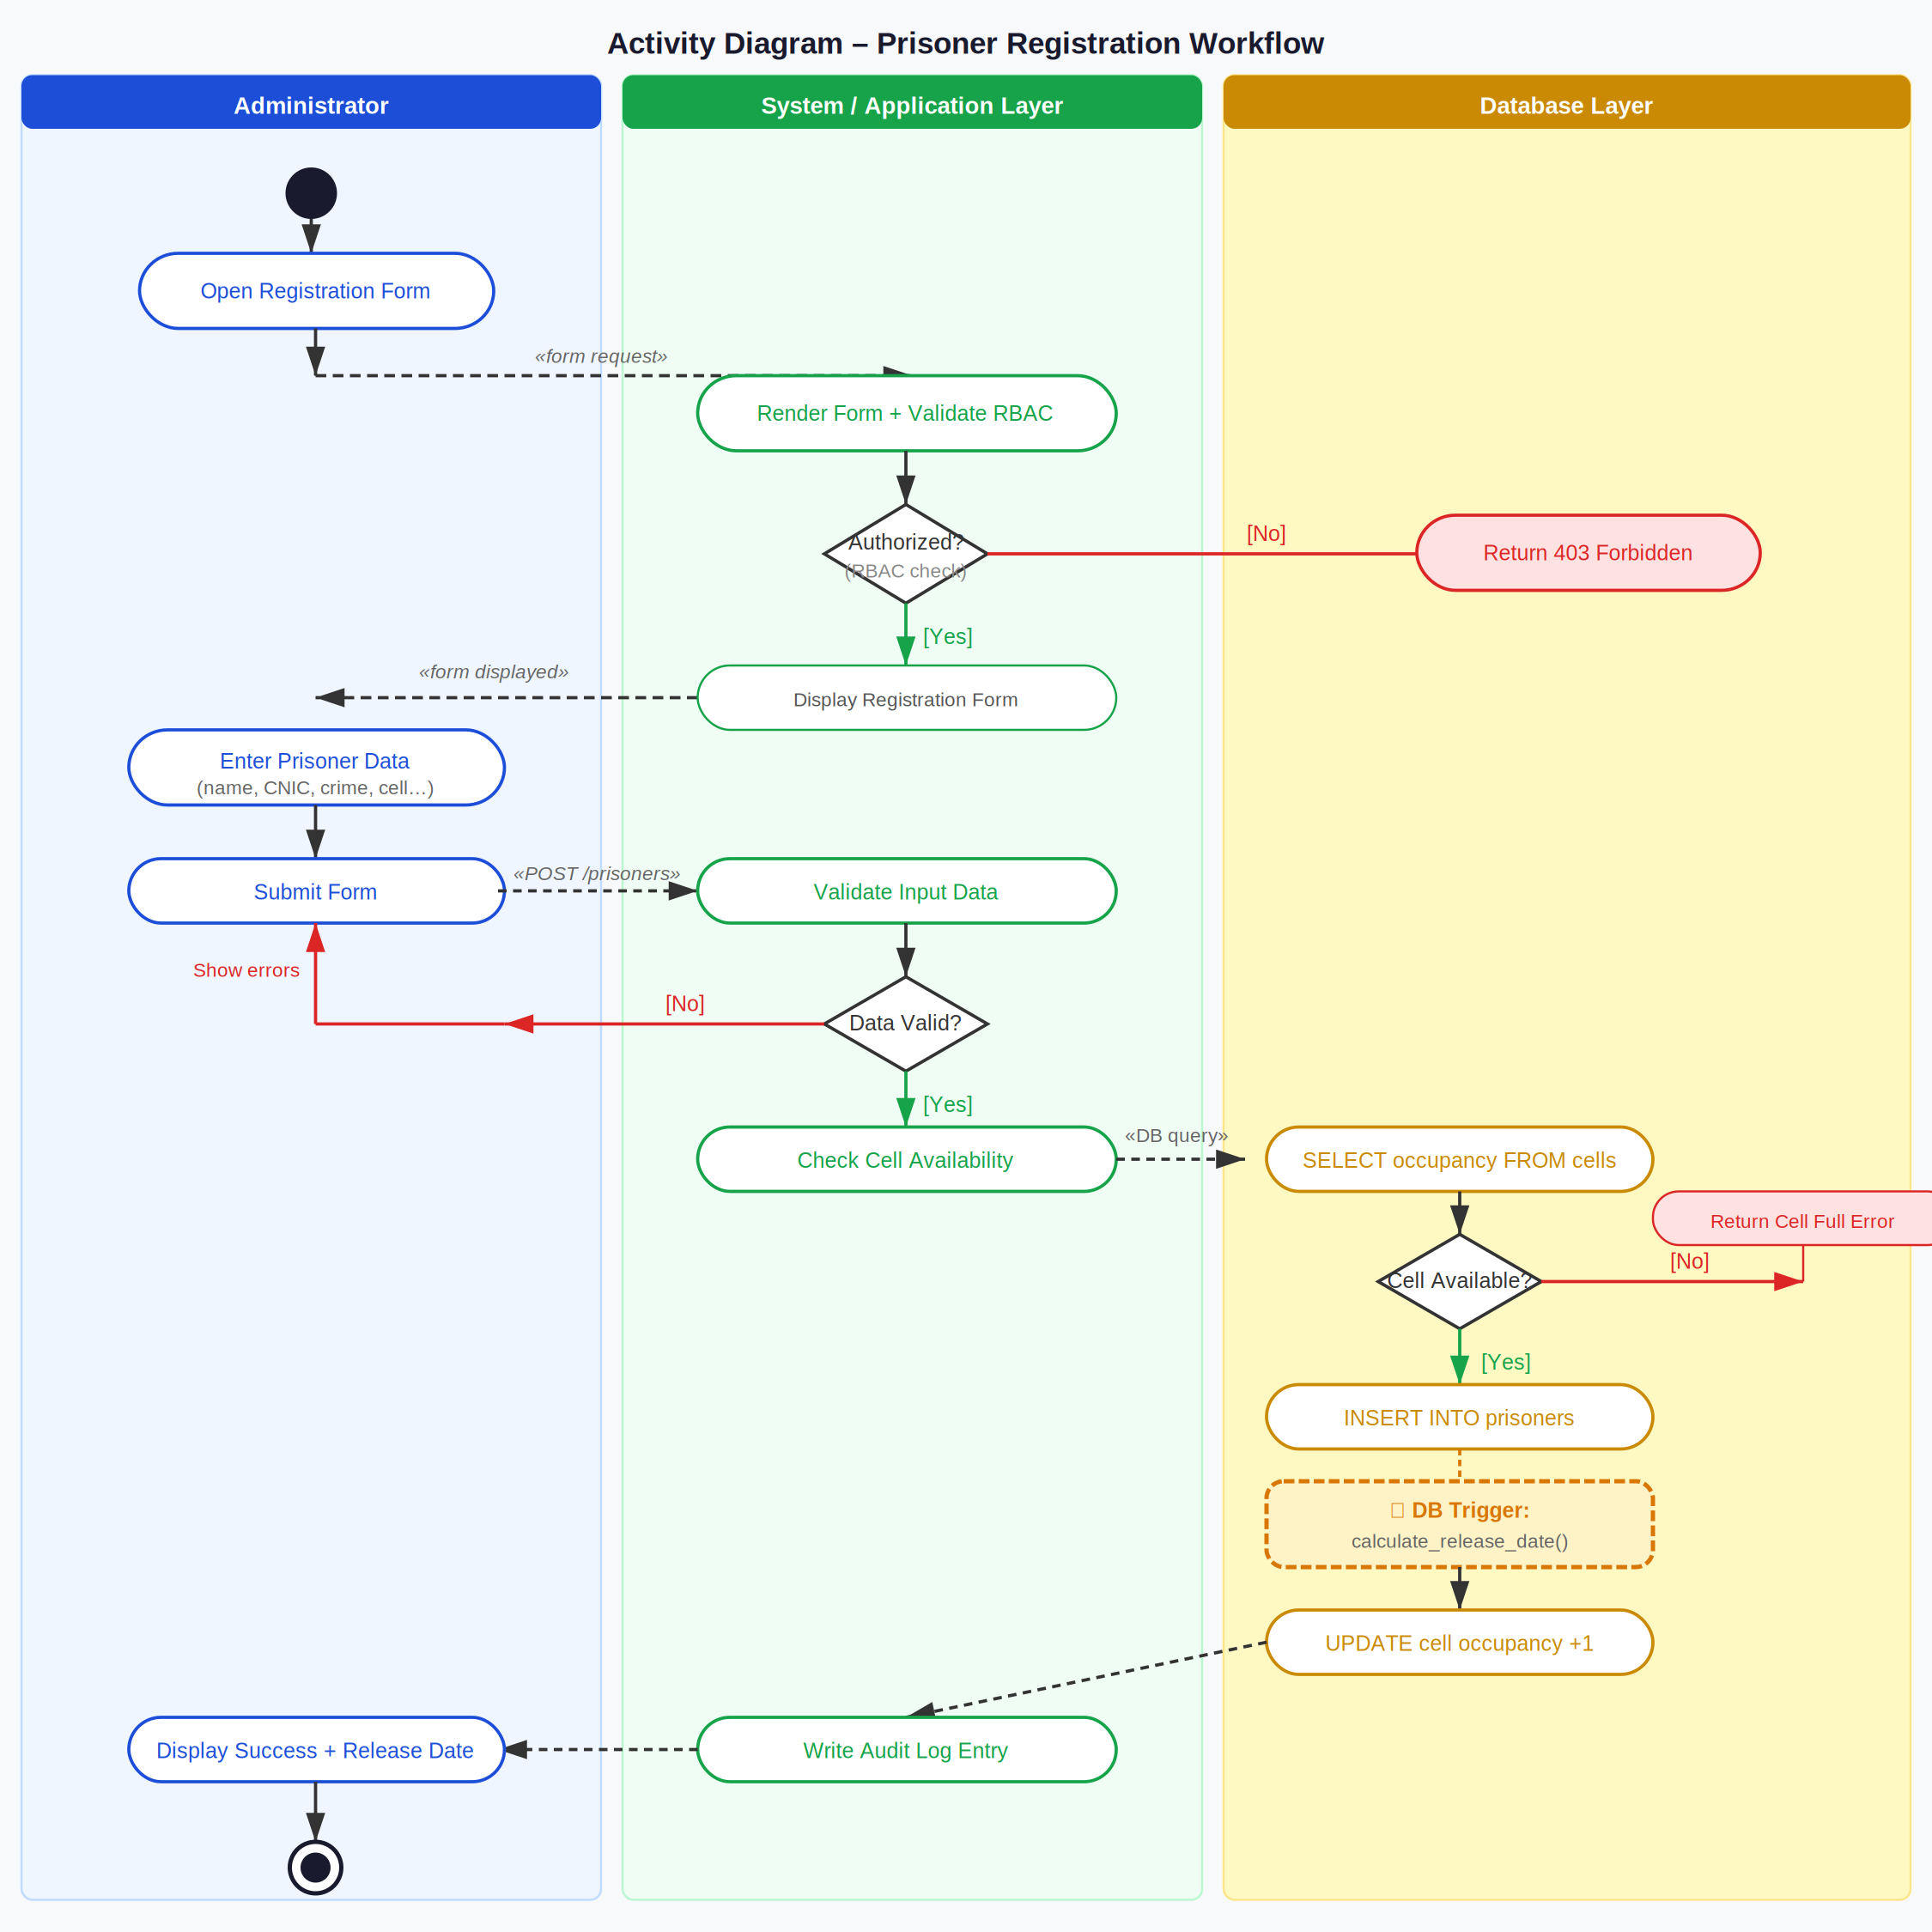 Activity Diagram – Prisoner Registration Workflow
Administrator
System / Application Layer
Database Layer
Open Registration Form
«form request»
Render Form + Validate RBAC
Authorized?
(RBAC check)
[No]
Return 403 Forbidden
[Yes]
«form displayed»
Display Registration Form
Enter Prisoner Data
(name, CNIC, crime, cell…)
Submit Form
«POST /prisoners»
Validate Input Data
Show errors
[No]
Data Valid?
[Yes]
Check Cell Availability
«DB query»
SELECT occupancy FROM cells
Return Cell Full Error
[No]
Cell Available?
[Yes]
INSERT INTO prisoners
DB Trigger:
calculate_release_date()
UPDATE cell occupancy +1
Display Success + Release Date
Write Audit Log Entry